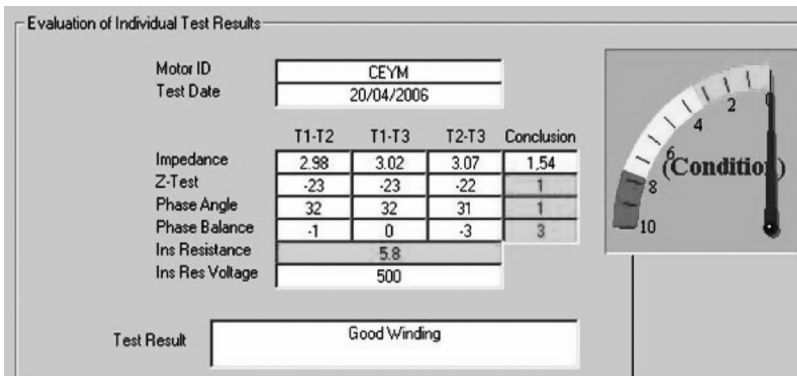 Evaluation of Individual Test Results
Motor ID CEYM
Test Date 20/04/2006
T1-T2 T1-T3 T2-T3 Conclusion
Impedance 2.98 3.02 3.07 1,54
Z-Test -23 -23 -22 1
Phase Angle 32 32 31 1
Phase Balance -1 0 -3 3
Ins Resistance 5.8
Ins Res Voltage 500
Test Result Good Winding
0
2
4
6
(Condition)
8
10